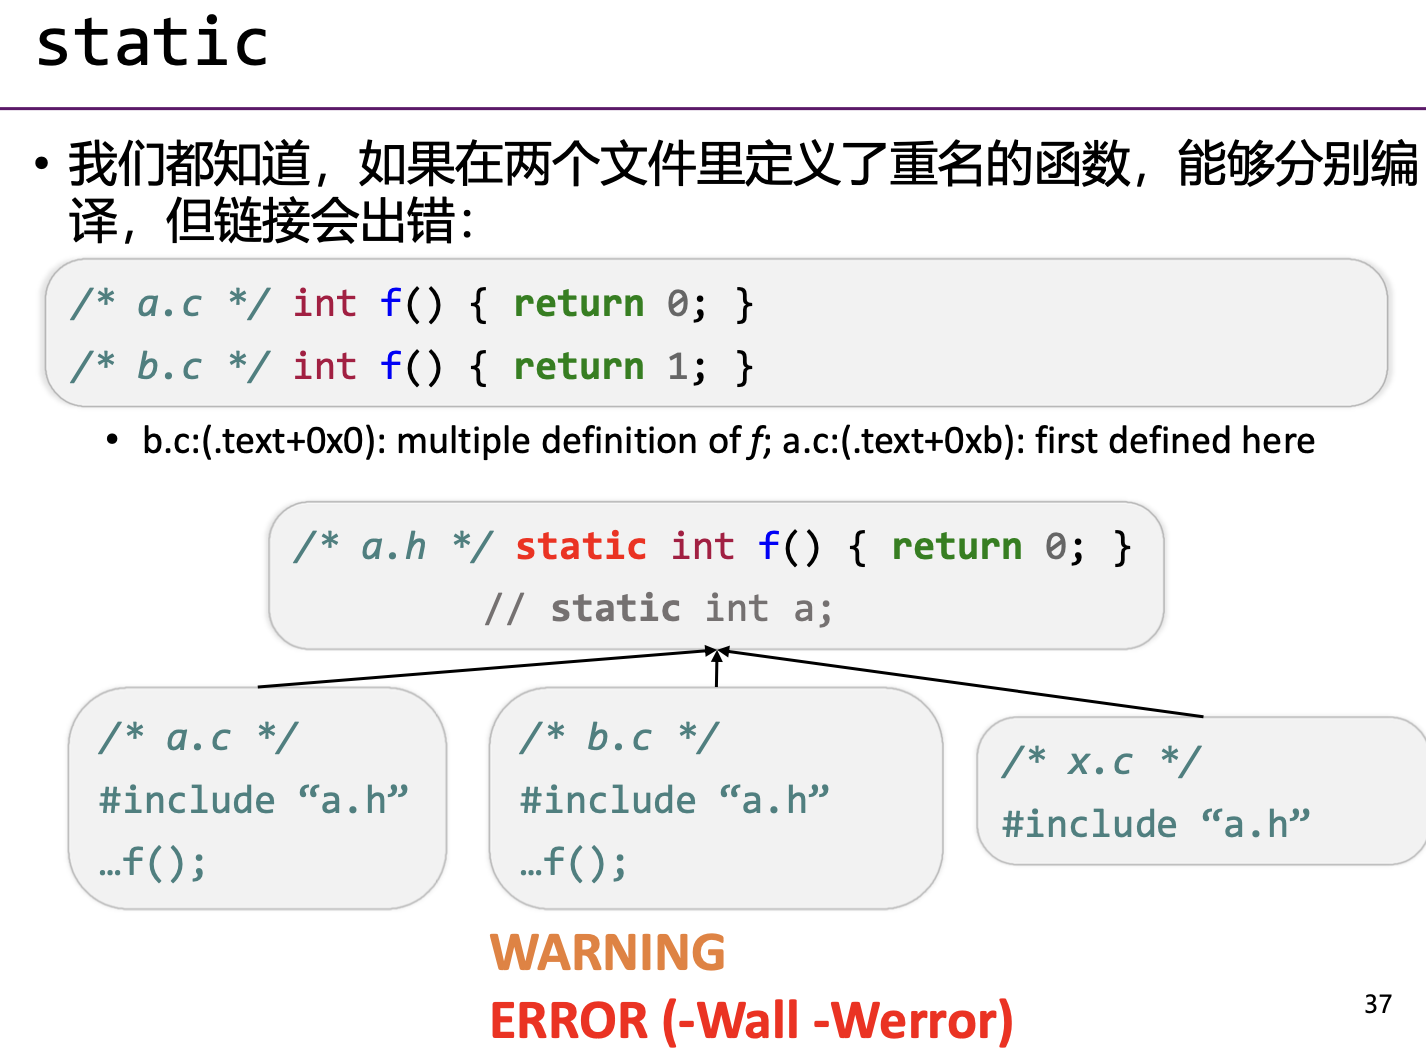 static
• 我们都知道，如果在两个文件里定义了重名的函数，能够分别编
译，但链接会出错：
/* a.c */ int f() { return 0; }
/* b.c */ int f() { return 1; }
• b.c:(.text+0x0): multiple definition of f; a.c:(.text+0xb): first defined here
/* a.h */ static int f() { return 0; }
// static int a;
/* a.c */
#include “a.h”
…f();
/* b.c */
#include “a.h”
…f();
/* x.c */
#include “a.h”
WARNING
ERROR (-Wall -Werror)
37